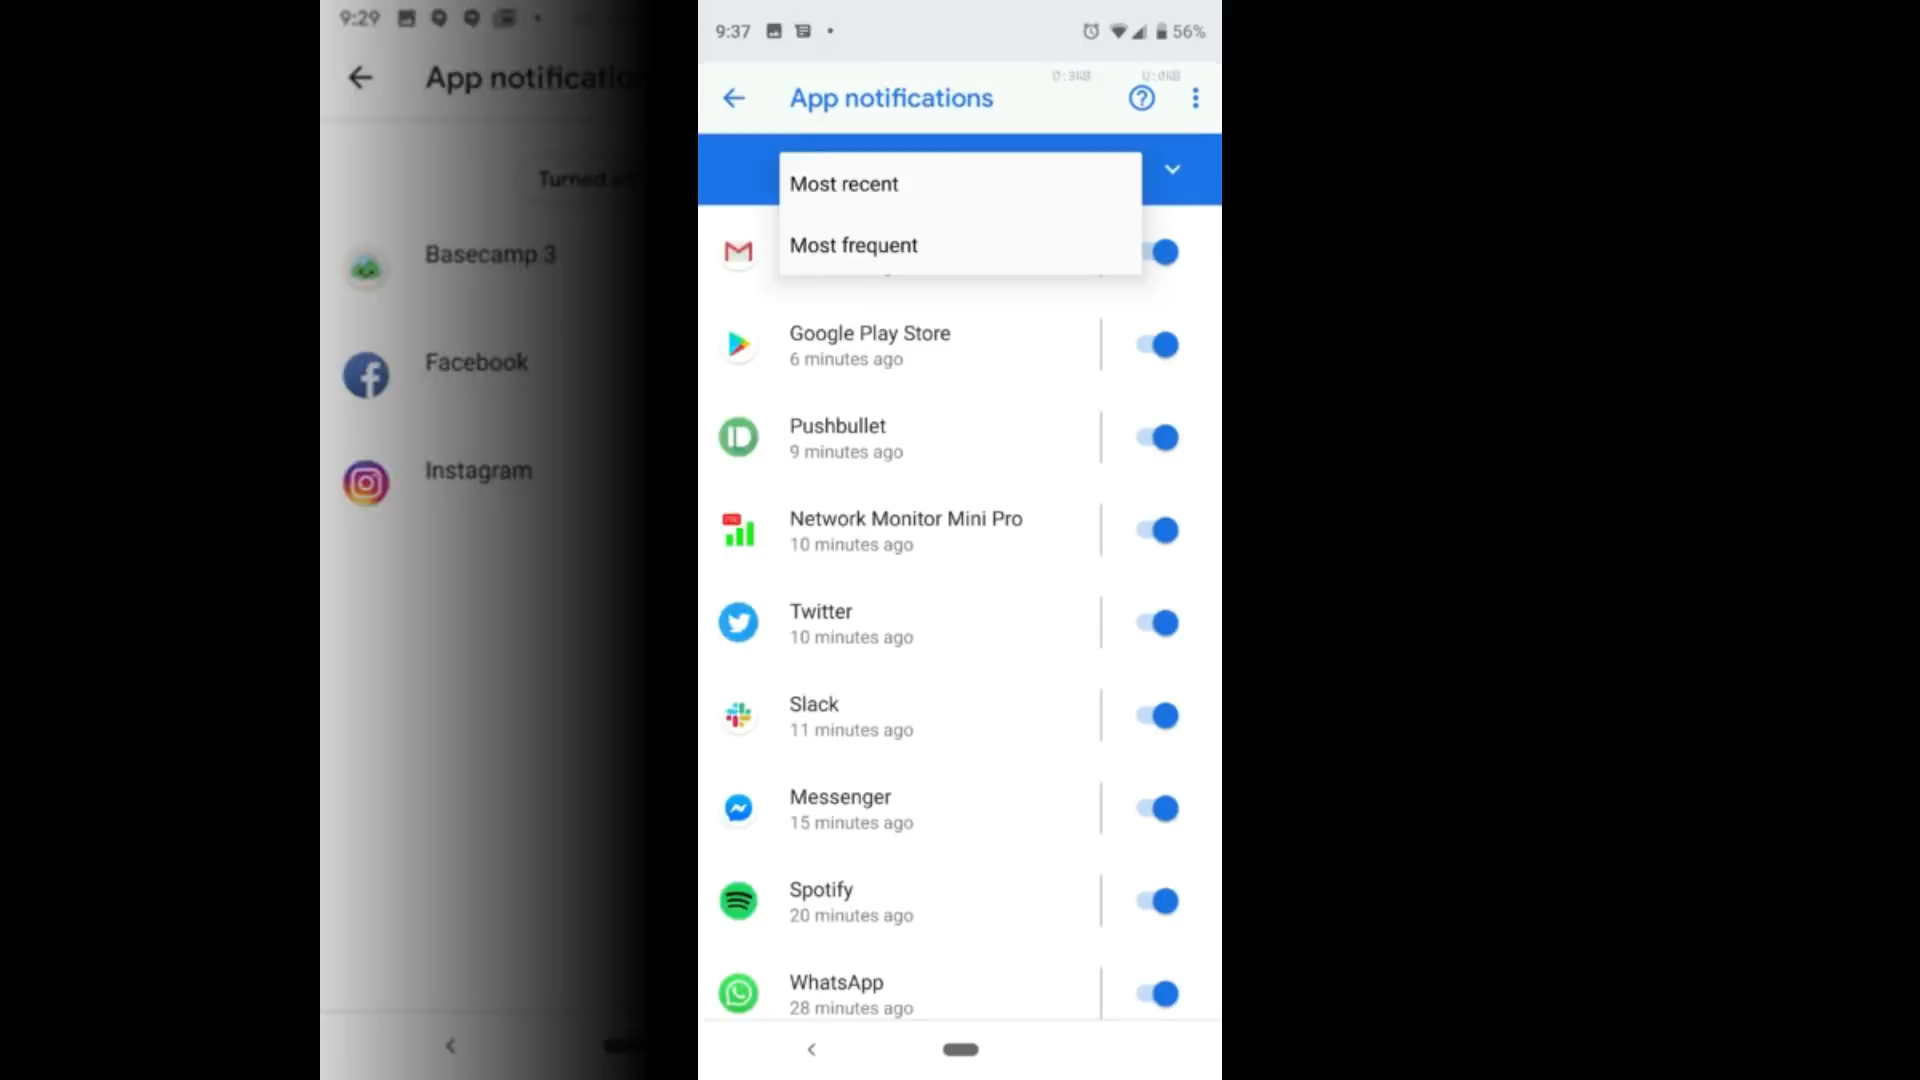 9:29
App notificatio
Turned
Basecamp 3
Facebook
Instagram
9:37
56%
App notifications
Most recent
Most frequent
Google Play Store
6 minutes ago
Pushbullet
9 minutes ago
Network Monitor Mini Pro
10 minutes ago
Twitter
10 minutes ago
Slack
11 minutes ago
Messenger
15 minutes ago
Spotify
20 minutes ago
WhatsApp
28 minutes ago